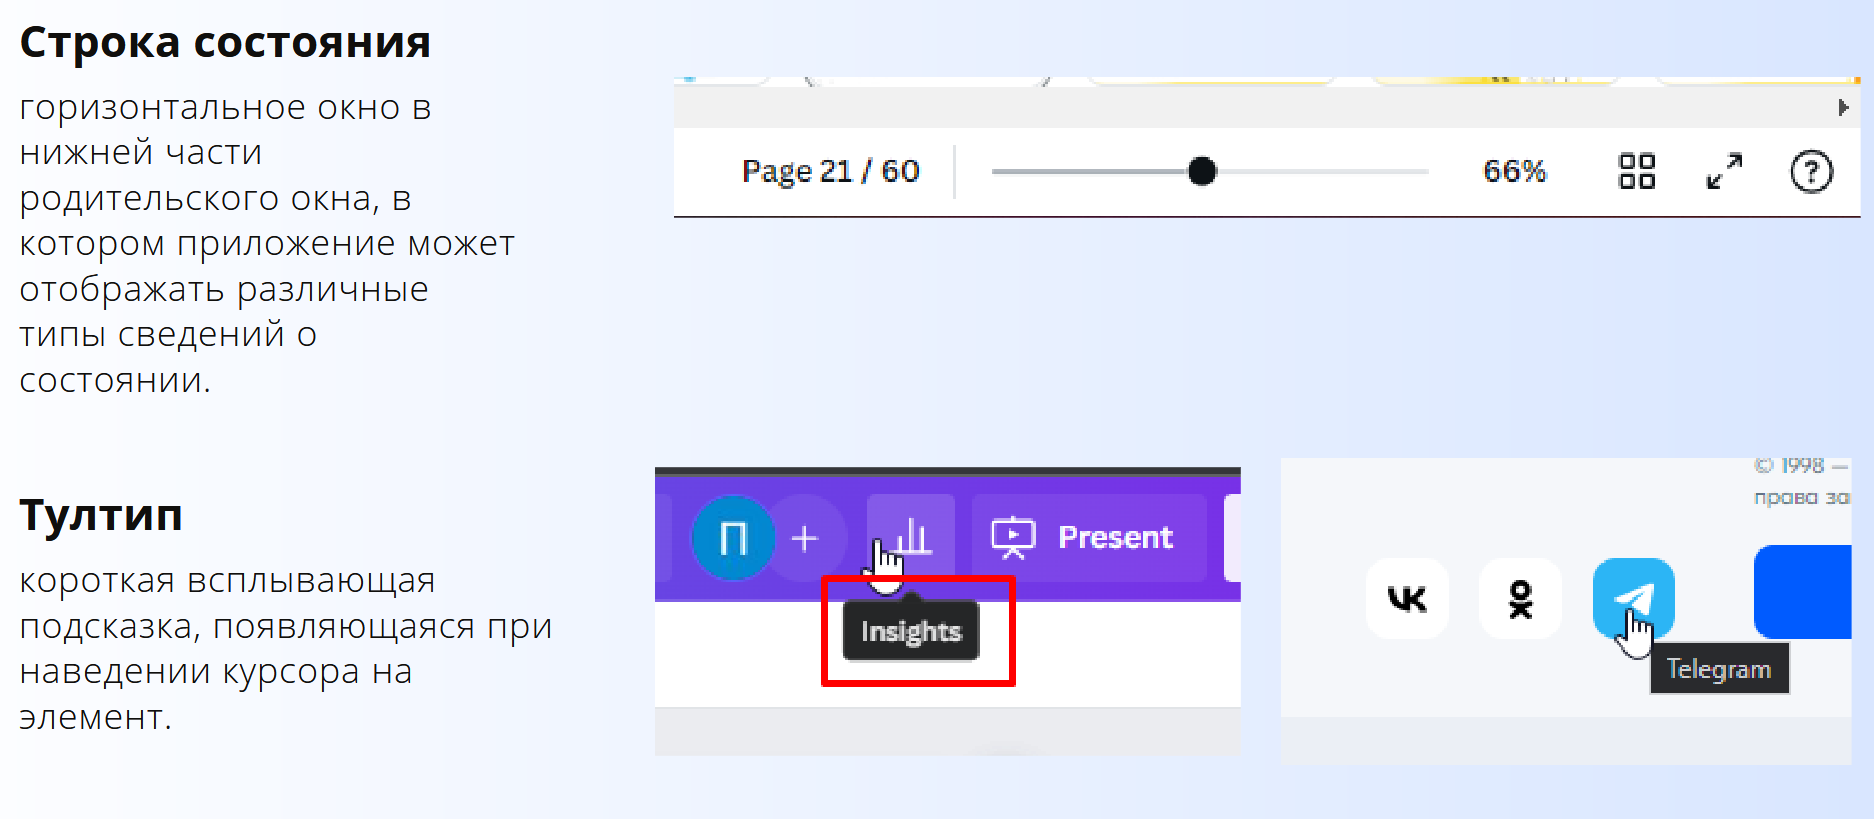 Строка состояния
горизонтальное окно в
нижней части
родительского окна, в
котором приложение может
отображать различные
типы сведений о
состоянии.
Page 21 / 60
66%
?
Тултип
короткая всплывающая
подсказка, появляющаяся при
наведении курсора на
элемент.
П
+
Present
Insights
© 1998 —
права за
Telegram